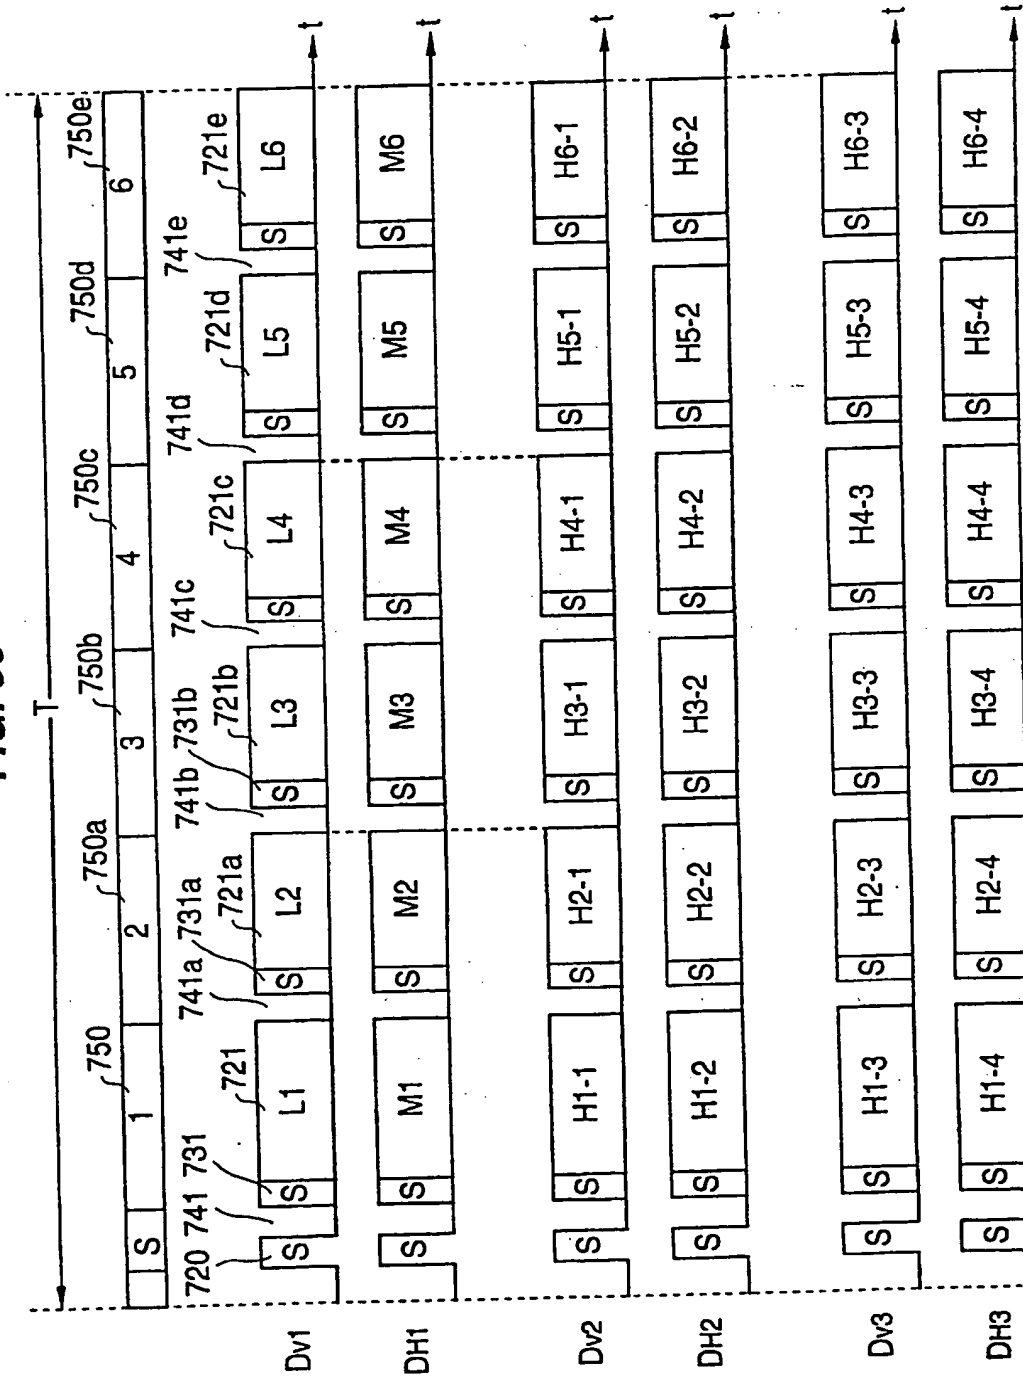 T
750 750a 750b 750c 750d 750e
S 1 2 3 4 5 6
720 741 731 721 741a 731a 721a 741b 731b 721b 741c 721c 741d 721d 741e 721e
Dv1 S S L1 S L2 S L3 S L4 S L5 S L6 t
DH1 S S M1 S M2 S M3 S M4 S M5 S M6 t
Dv2 S S H1-1 S H2-1 S H3-1 S H4-1 S H5-1 S H6-1 t
DH2 S S H1-2 S H2-2 S H3-2 S H4-2 S H5-2 S H6-2 t
Dv3 S S H1-3 S H2-3 S H3-3 S H4-3 S H5-3 S H6-3 t
DH3 S S H1-4 S H2-4 S H3-4 S H4-4 S H5-4 S H6-4 t